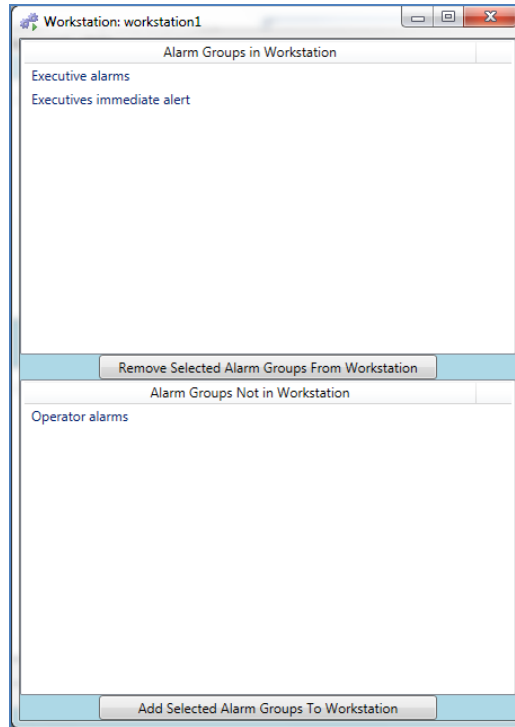 Workstation: workstation1
Alarm Groups in Workstation
Executive alarms
Executives immediate alert
Remove Selected Alarm Groups From Workstation
Alarm Groups Not in Workstation
Operator alarms
Add Selected Alarm Groups To Workstation